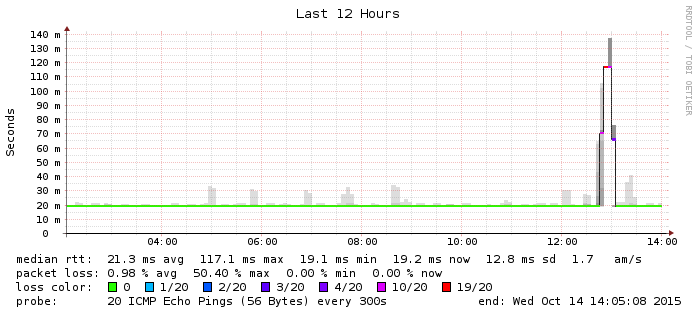 Last 12 Hours
RRDTOOL / TOBI OETIKER
Seconds
140 m
130 m
120 m
110 m
100 m
90 m
80 m
70 m
60 m
50 m
40 m
30 m
20 m
10 m
0
04:00 06:00 08:00 10:00 12:00 14:00
median rtt: 21.3 ms avg 117.1 ms max 19.1 ms min 19.2 ms now 12.8 ms sd 1.7 am/s
packet loss: 0.98 % avg 50.40 % max 0.00 % min 0.00 % now
loss color: 0 1/20 2/20 3/20 4/20 10/20 19/20
probe: 20 ICMP Echo Pings (56 Bytes) every 300s end: Wed Oct 14 14:05:08 2015